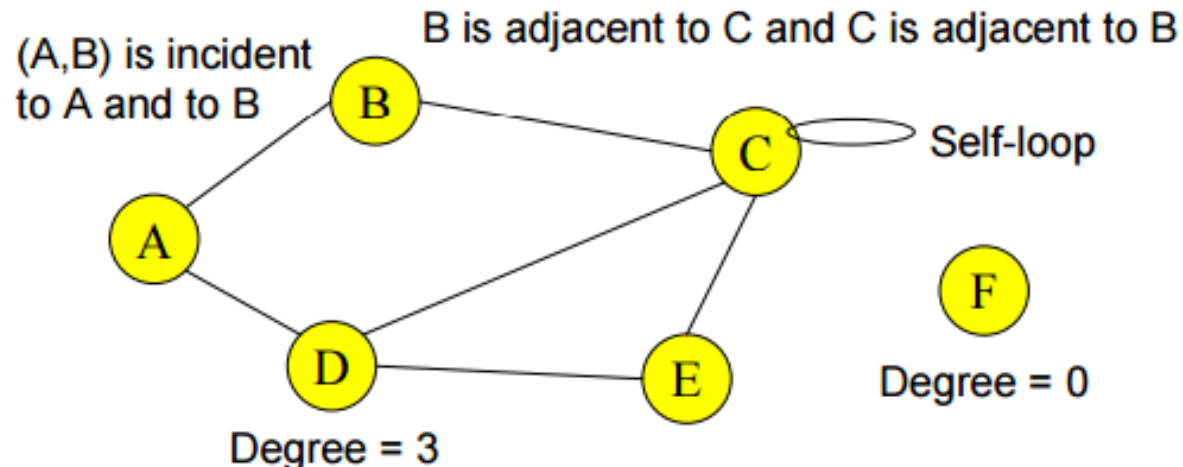 B is adjacent to C and C is adjacent to B
(A,B) is incident
to A and to B
B
C
Self-loop
A
F
D
E
Degree = 0
Degree = 3